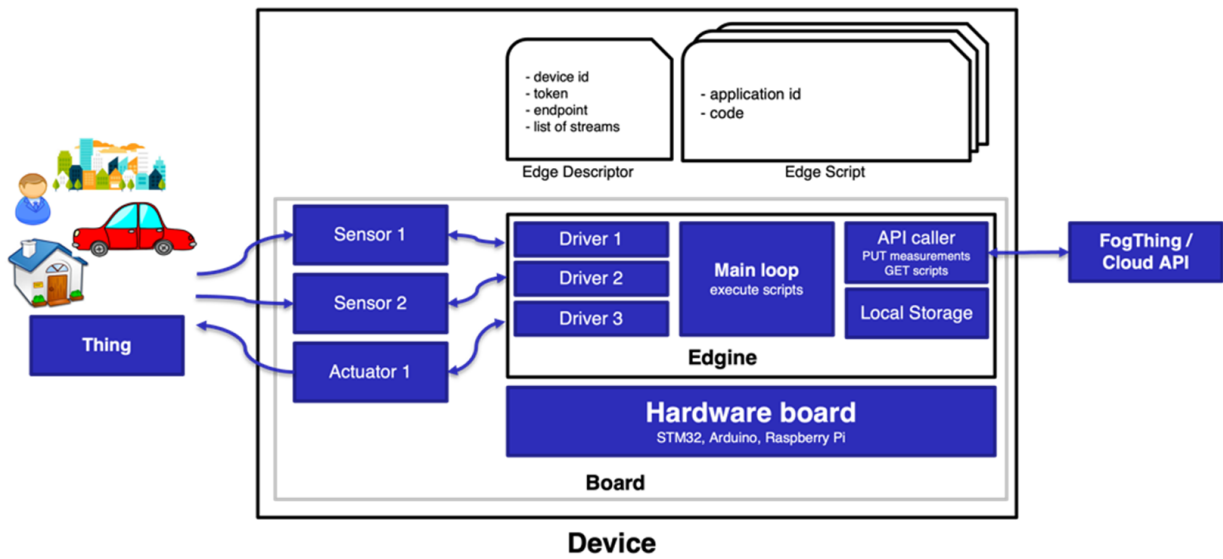 - device id
- token
- endpoint
- list of streams
Edge Descriptor
- application id
- code
Edge Script
Thing
Sensor 1
Sensor 2
Actuator 1
Driver 1
Driver 2
Driver 3
Main loop
execute scripts
API caller
PUT measurements
GET scripts
Local Storage
Edgine
Hardware board
STM32, Arduino, Raspberry Pi
Board
Device
FogThing /
Cloud API